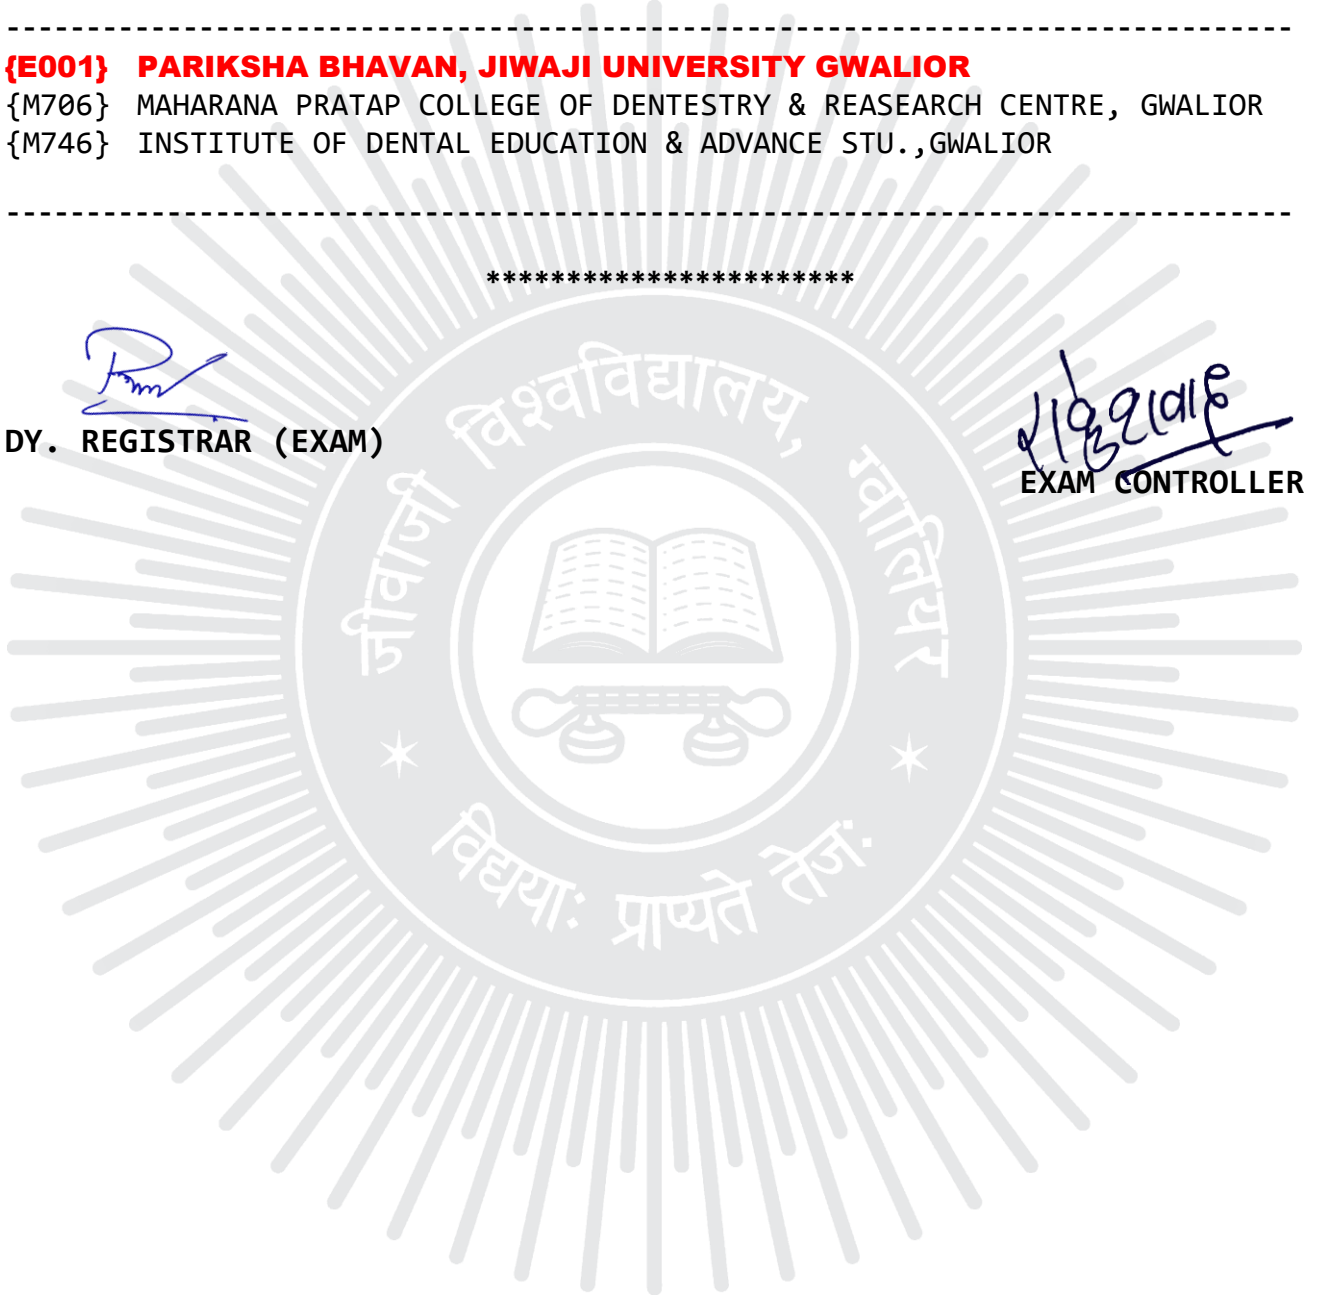 --------------------------------------------------------------------------------
{E001} PARIKSHA BHAVAN, JIWAJI UNIVERSITY GWALIOR
{M706} MAHARANA PRATAP COLLEGE OF DENTESTRY & REASEARCH CENTRE, GWALIOR
{M746} INSTITUTE OF DENTAL EDUCATION & ADVANCE STU.,GWALIOR
--------------------------------------------------------------------------------
***********************
DY. REGISTRAR (EXAM)
EXAM CONTROLLER
जीवाजी विश्वविद्यालय, ग्वालियर
विद्यया: प्राप्यते तेज: